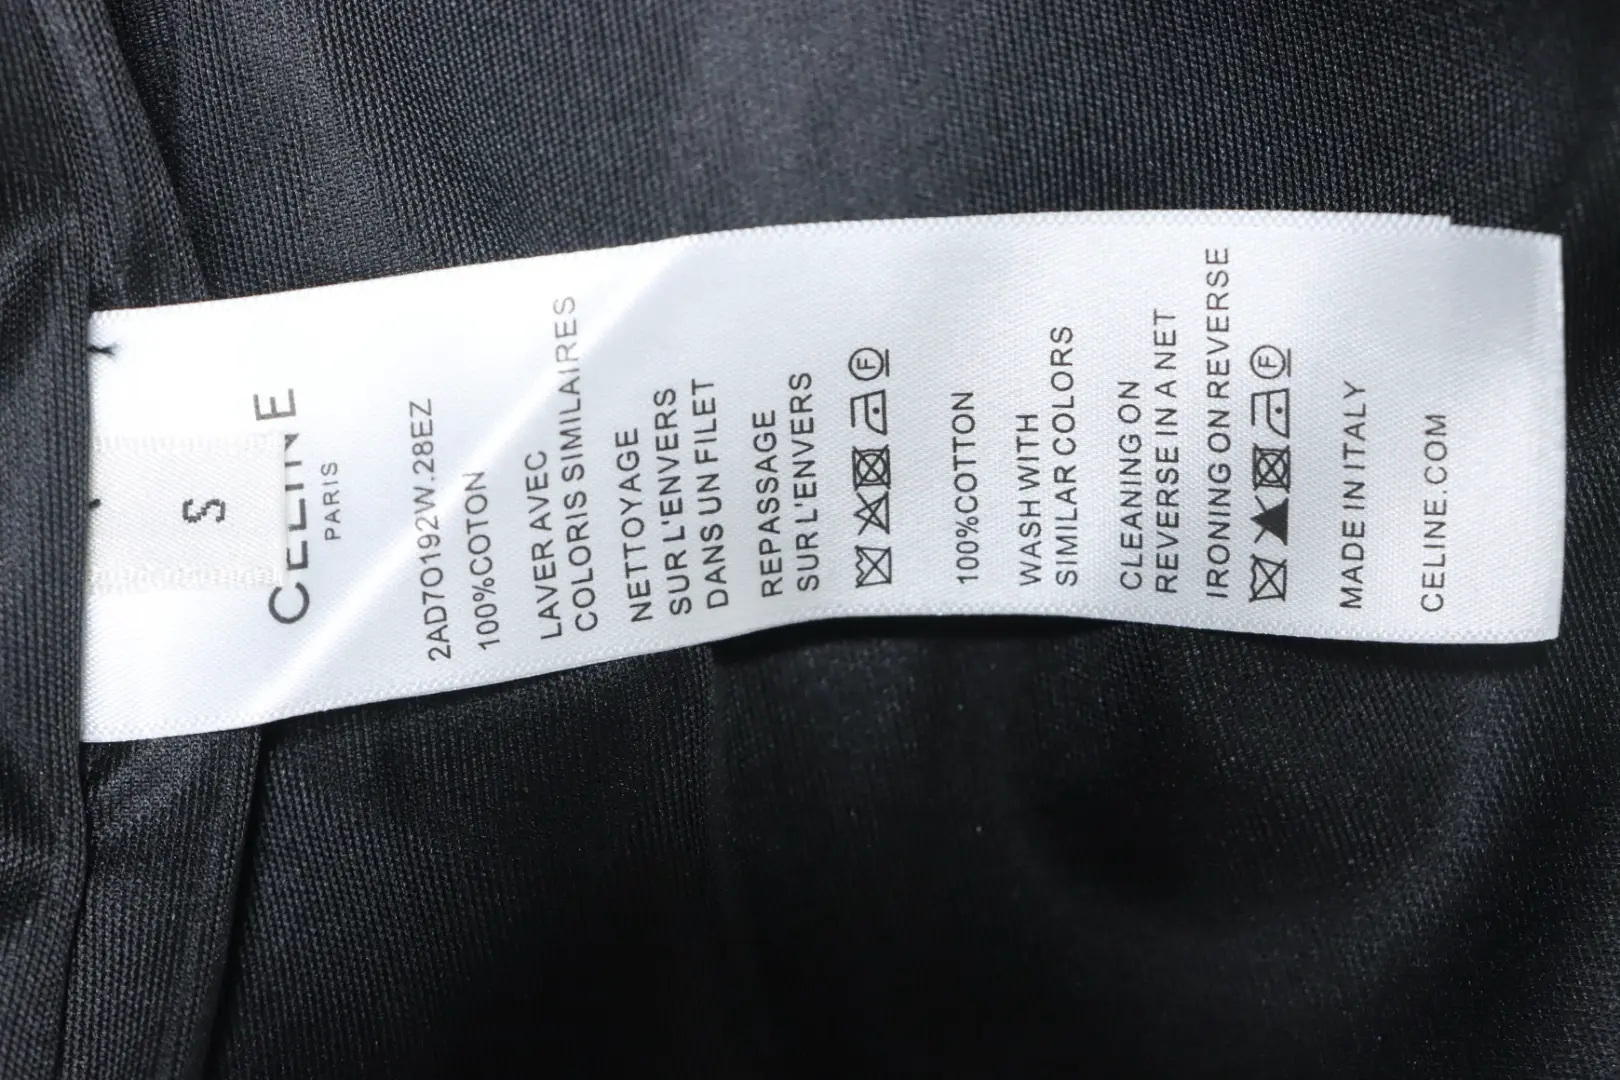 S
CELINE
PARIS
2AD7O192W.28EZ
100%COTON
LAVER AVEC
COLORIS SIMILAIRES
NETTOYAGE
SUR L'ENVERS
DANS UN FILET
REPASSAGE
SUR L'ENVERS
F
100%COTTON
WASH WITH
SIMILAR COLORS
CLEANING ON
REVERSE IN A NET
IRONING ON REVERSE
F
MADE IN ITALY
CELINE.COM